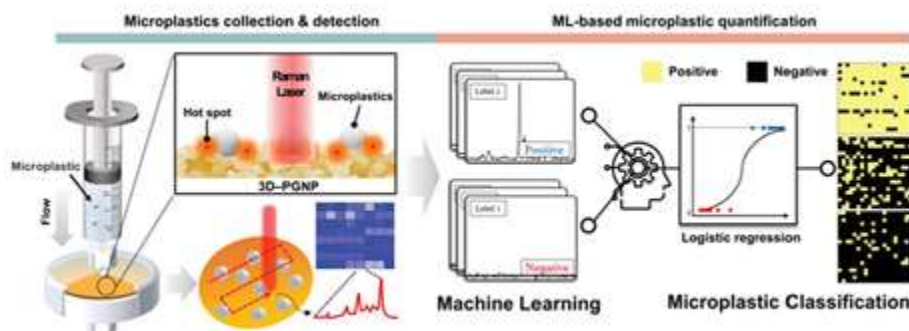 Microplastics collection & detection
ML-based microplastic quantification
Raman
Laser
Microplastics
Hot spot
Microplastic
3D–PGNP
Flow
Positive
Negative
Machine Learning
Positive
Negative
Logistic regression
Microplastic Classification